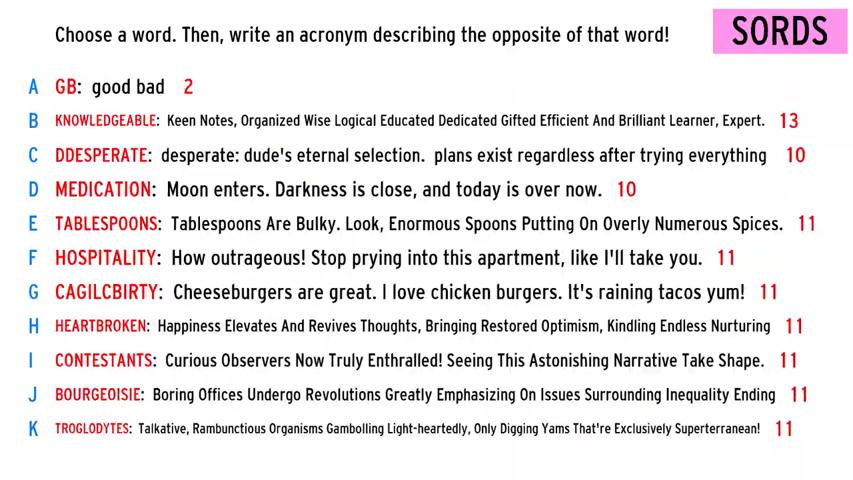 Choose a word. Then, write an acronym describing the opposite of that word!
SORDS
A GB: good bad 2
B KNOWLEDGEABLE: Keen Notes, Organized Wise Logical Educated Dedicated Gifted Efficient And Brilliant Learner, Expert. 13
C DDESPERATE: desperate: dude's eternal selection. plans exist regardless after trying everything 10
D MEDICATION: Moon enters. Darkness is close, and today is over now. 10
E TABLESPOONS: Tablespoons Are Bulky. Look, Enormous Spoons Putting On Overly Numerous Spices. 11
F HOSPITALITY: How outrageous! Stop prying into this apartment, like I'll take you. 11
G CAGILCBIRTY: Cheeseburgers are great. I love chicken burgers. It's raining tacos yum! 11
H HEARTBROKEN: Happiness Elevates And Revives Thoughts, Bringing Restored Optimism, Kindling Endless Nurturing 11
I CONTESTANTS: Curious Observers Now Truly Enthralled! Seeing This Astonishing Narrative Take Shape. 11
J BOURGEOISIE: Boring Offices Undergo Revolutions Greatly Emphasizing On Issues Surrounding Inequality Ending 11
K TROGLODYTES: Talkative, Rambunctious Organisms Gambolling Light-heartedly, Only Digging Yams That're Exclusively Superterranean! 11